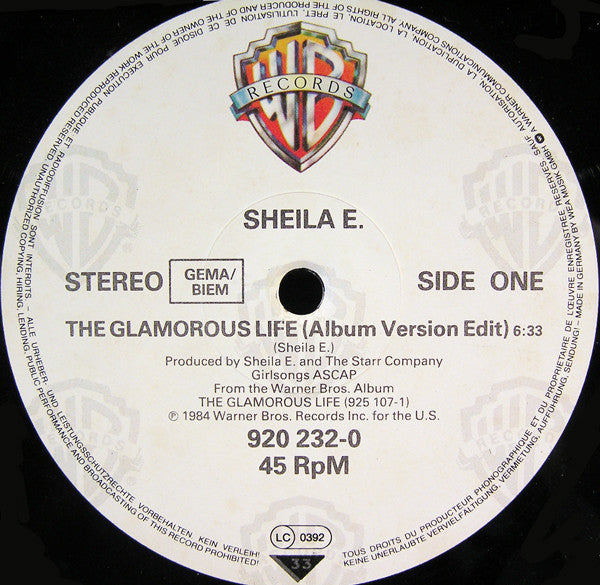 WB
RECORDS
SHEILA E.
STEREO GEMA/BIEM SIDE ONE
THE GLAMOROUS LIFE (Album Version Edit) 6:33
(Sheila E.)
Produced by Sheila E. and The Starr Company
Girlsongs ASCAP
From the Warner Bros. Album
THE GLAMOROUS LIFE (925 107-1)
℗ 1984 Warner Bros. Records Inc. for the U.S.
920 232-0
45 RpM
LC 0392
33
ALLE URHEBER- UND LEISTUNGSSCHUTZRECHTE VORBEHALTEN. KEIN VERLEIH!
KEINE UNERLAUBTE VERVIELFÄLTIGUNG, VERMIETUNG, AUFFÜHRUNG, SENDUNG! – MADE IN GERMANY BY WEA MUSIK GMBH A WARNER COMMUNICATIONS COMPANY
ALL RIGHTS OF THE PRODUCER AND OF THE OWNER OF THE WORK REPRODUCED RESERVED. UNAUTHORIZED COPYING, HIRING, LENDING, PUBLIC PERFORMANCE AND BROADCASTING OF THIS RECORD PROHIBITED!
TOUS DROITS DU PRODUCTEUR PHONOGRAPHIQUE ET DU PROPRIETAIRE DE L'ŒUVRE ENREGISTREE RESERVES. SAUF AUTORISATION, LA DUPLICATION, LA LOCATION, LE PRET, L'UTILISATION DE CE DISQUE POUR EXECUTION PUBLIQUE ET RADIODIFFUSION SONT INTERDITS.